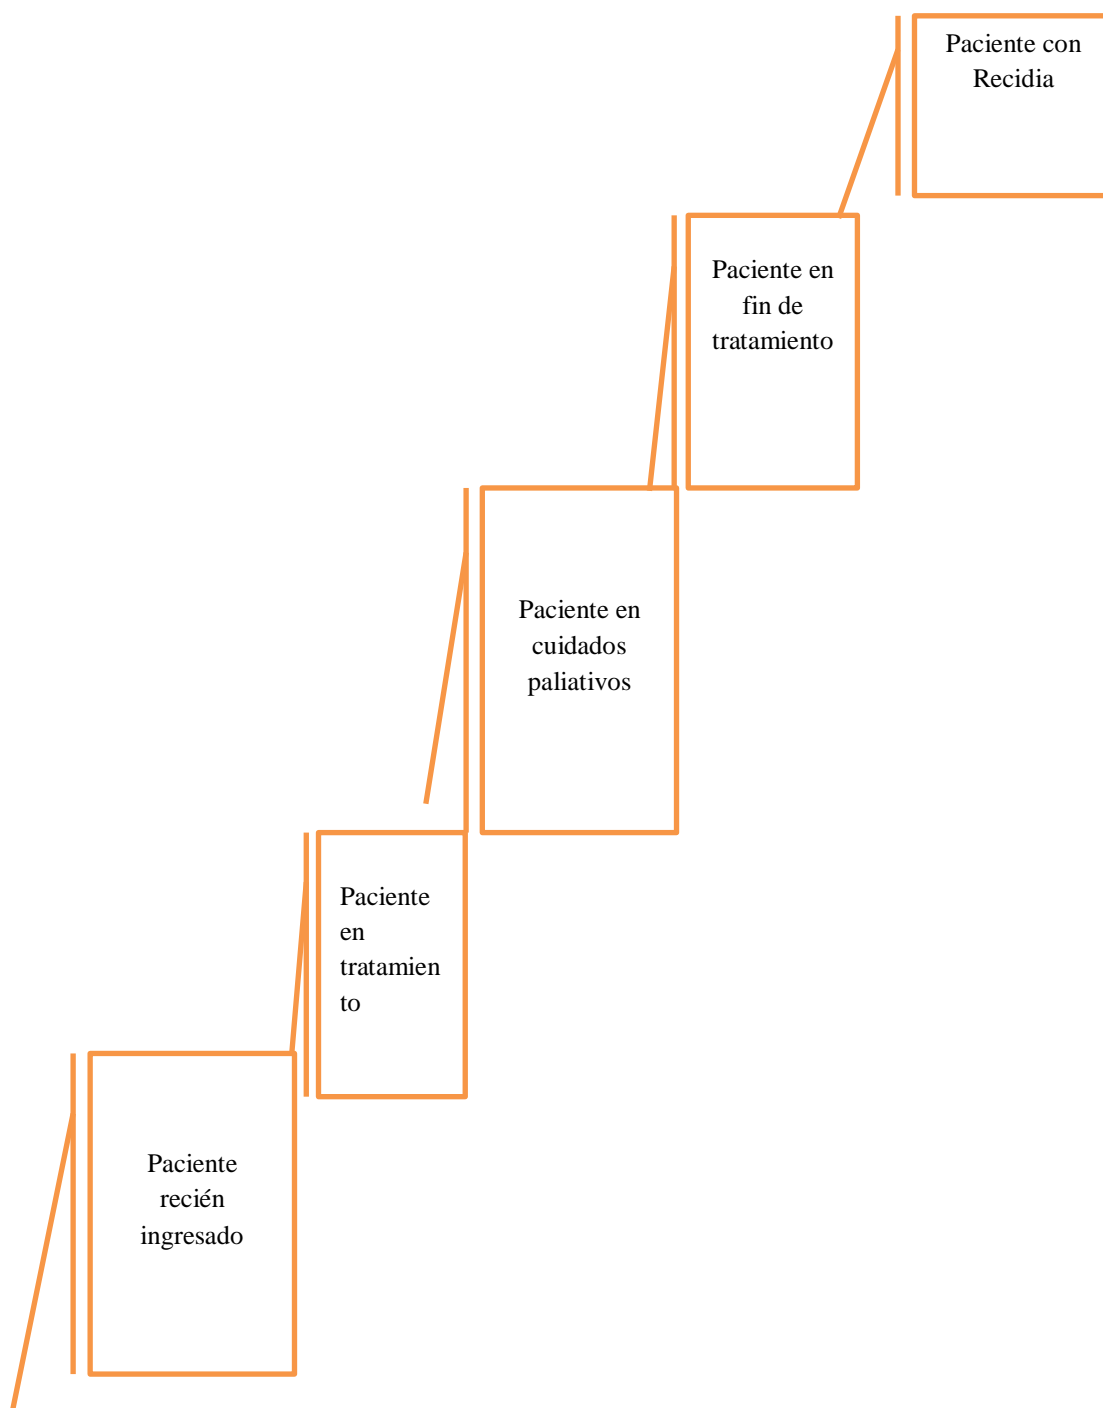 Paciente con
Recidia
Paciente en
fin de
tratamiento
Paciente en
cuidados
paliativos
Paciente
en
tratamien
to
Paciente
recién
ingresado